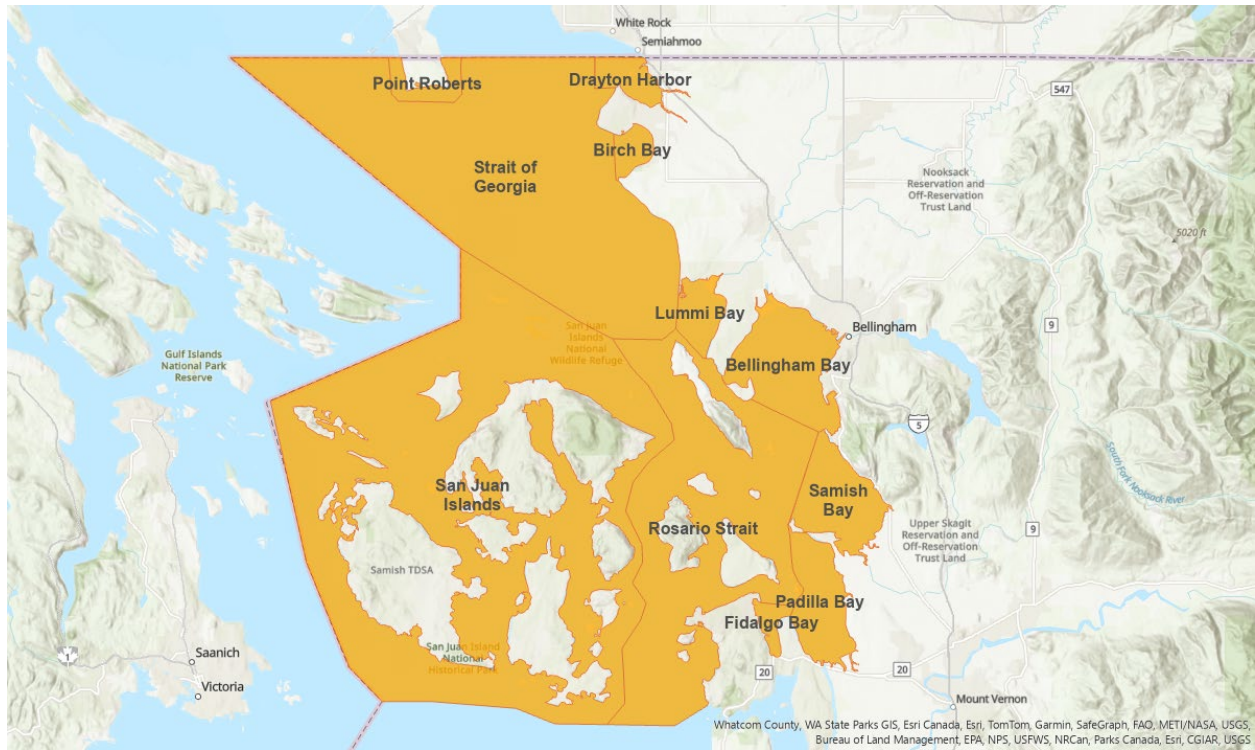 White Rock
Semiahmoo
Point Roberts
Drayton Harbor
547
Birch Bay
Strait of
Georgia
Nooksack
Reservation and
Off-Reservation
Trust Land
5020 ft
Lummi Bay
Bellingham
9
San Juan
Islands
National
Wildlife Refuge
Gulf Islands
National Park
Reserve
Bellingham Bay
5
South Fork Nooksack River
San Juan
Islands
Samish
Bay
Rosario Strait
9
Upper Skagit
Reservation and
Off-Reservation
Trust Land
Samish TDSA
Padilla Bay
Fidalgo Bay
San Juan Island
National
Historical Park
Saanich
1
20
20
Victoria
Mount Vernon
Whatcom County, WA State Parks GIS, Esri Canada, Esri, TomTom, Garmin, SafeGraph, FAO, METI/NASA, USGS,
Bureau of Land Management, EPA, NPS, USFWS, NRCan, Parks Canada, Esri, CGIAR, USGS